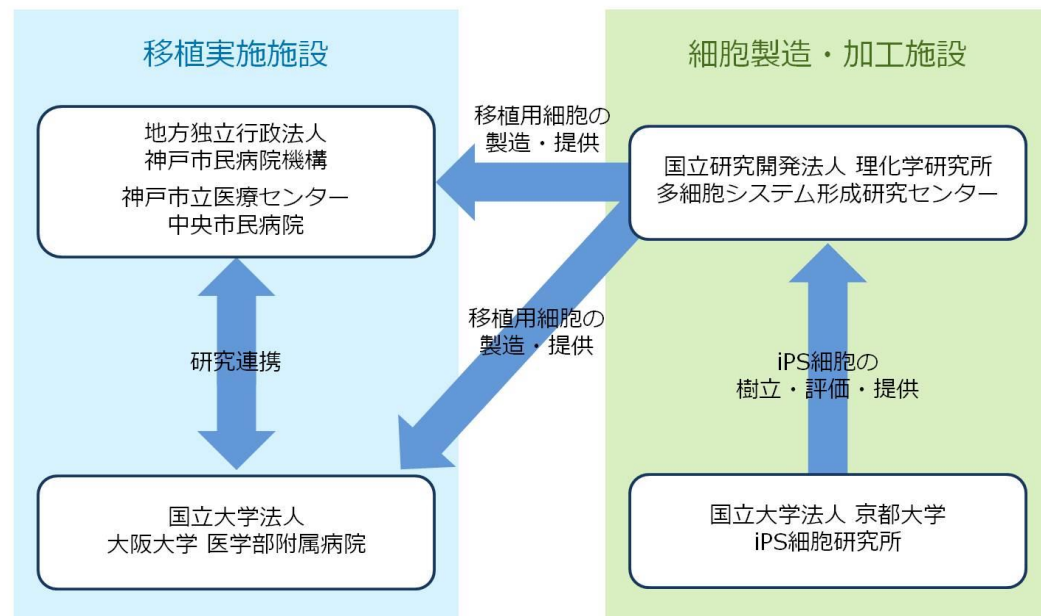 移植実施施設
細胞製造・加工施設
地方独立行政法人
神戸市民病院機構
神戸市立医療センター
中央市民病院
移植用細胞の
製造・提供
国立研究開発法人 理化学研究所
多細胞システム形成研究センター
研究連携
移植用細胞の
製造・提供
iPS細胞の
樹立・評価・提供
国立大学法人
大阪大学 医学部附属病院
国立大学法人 京都大学
iPS細胞研究所